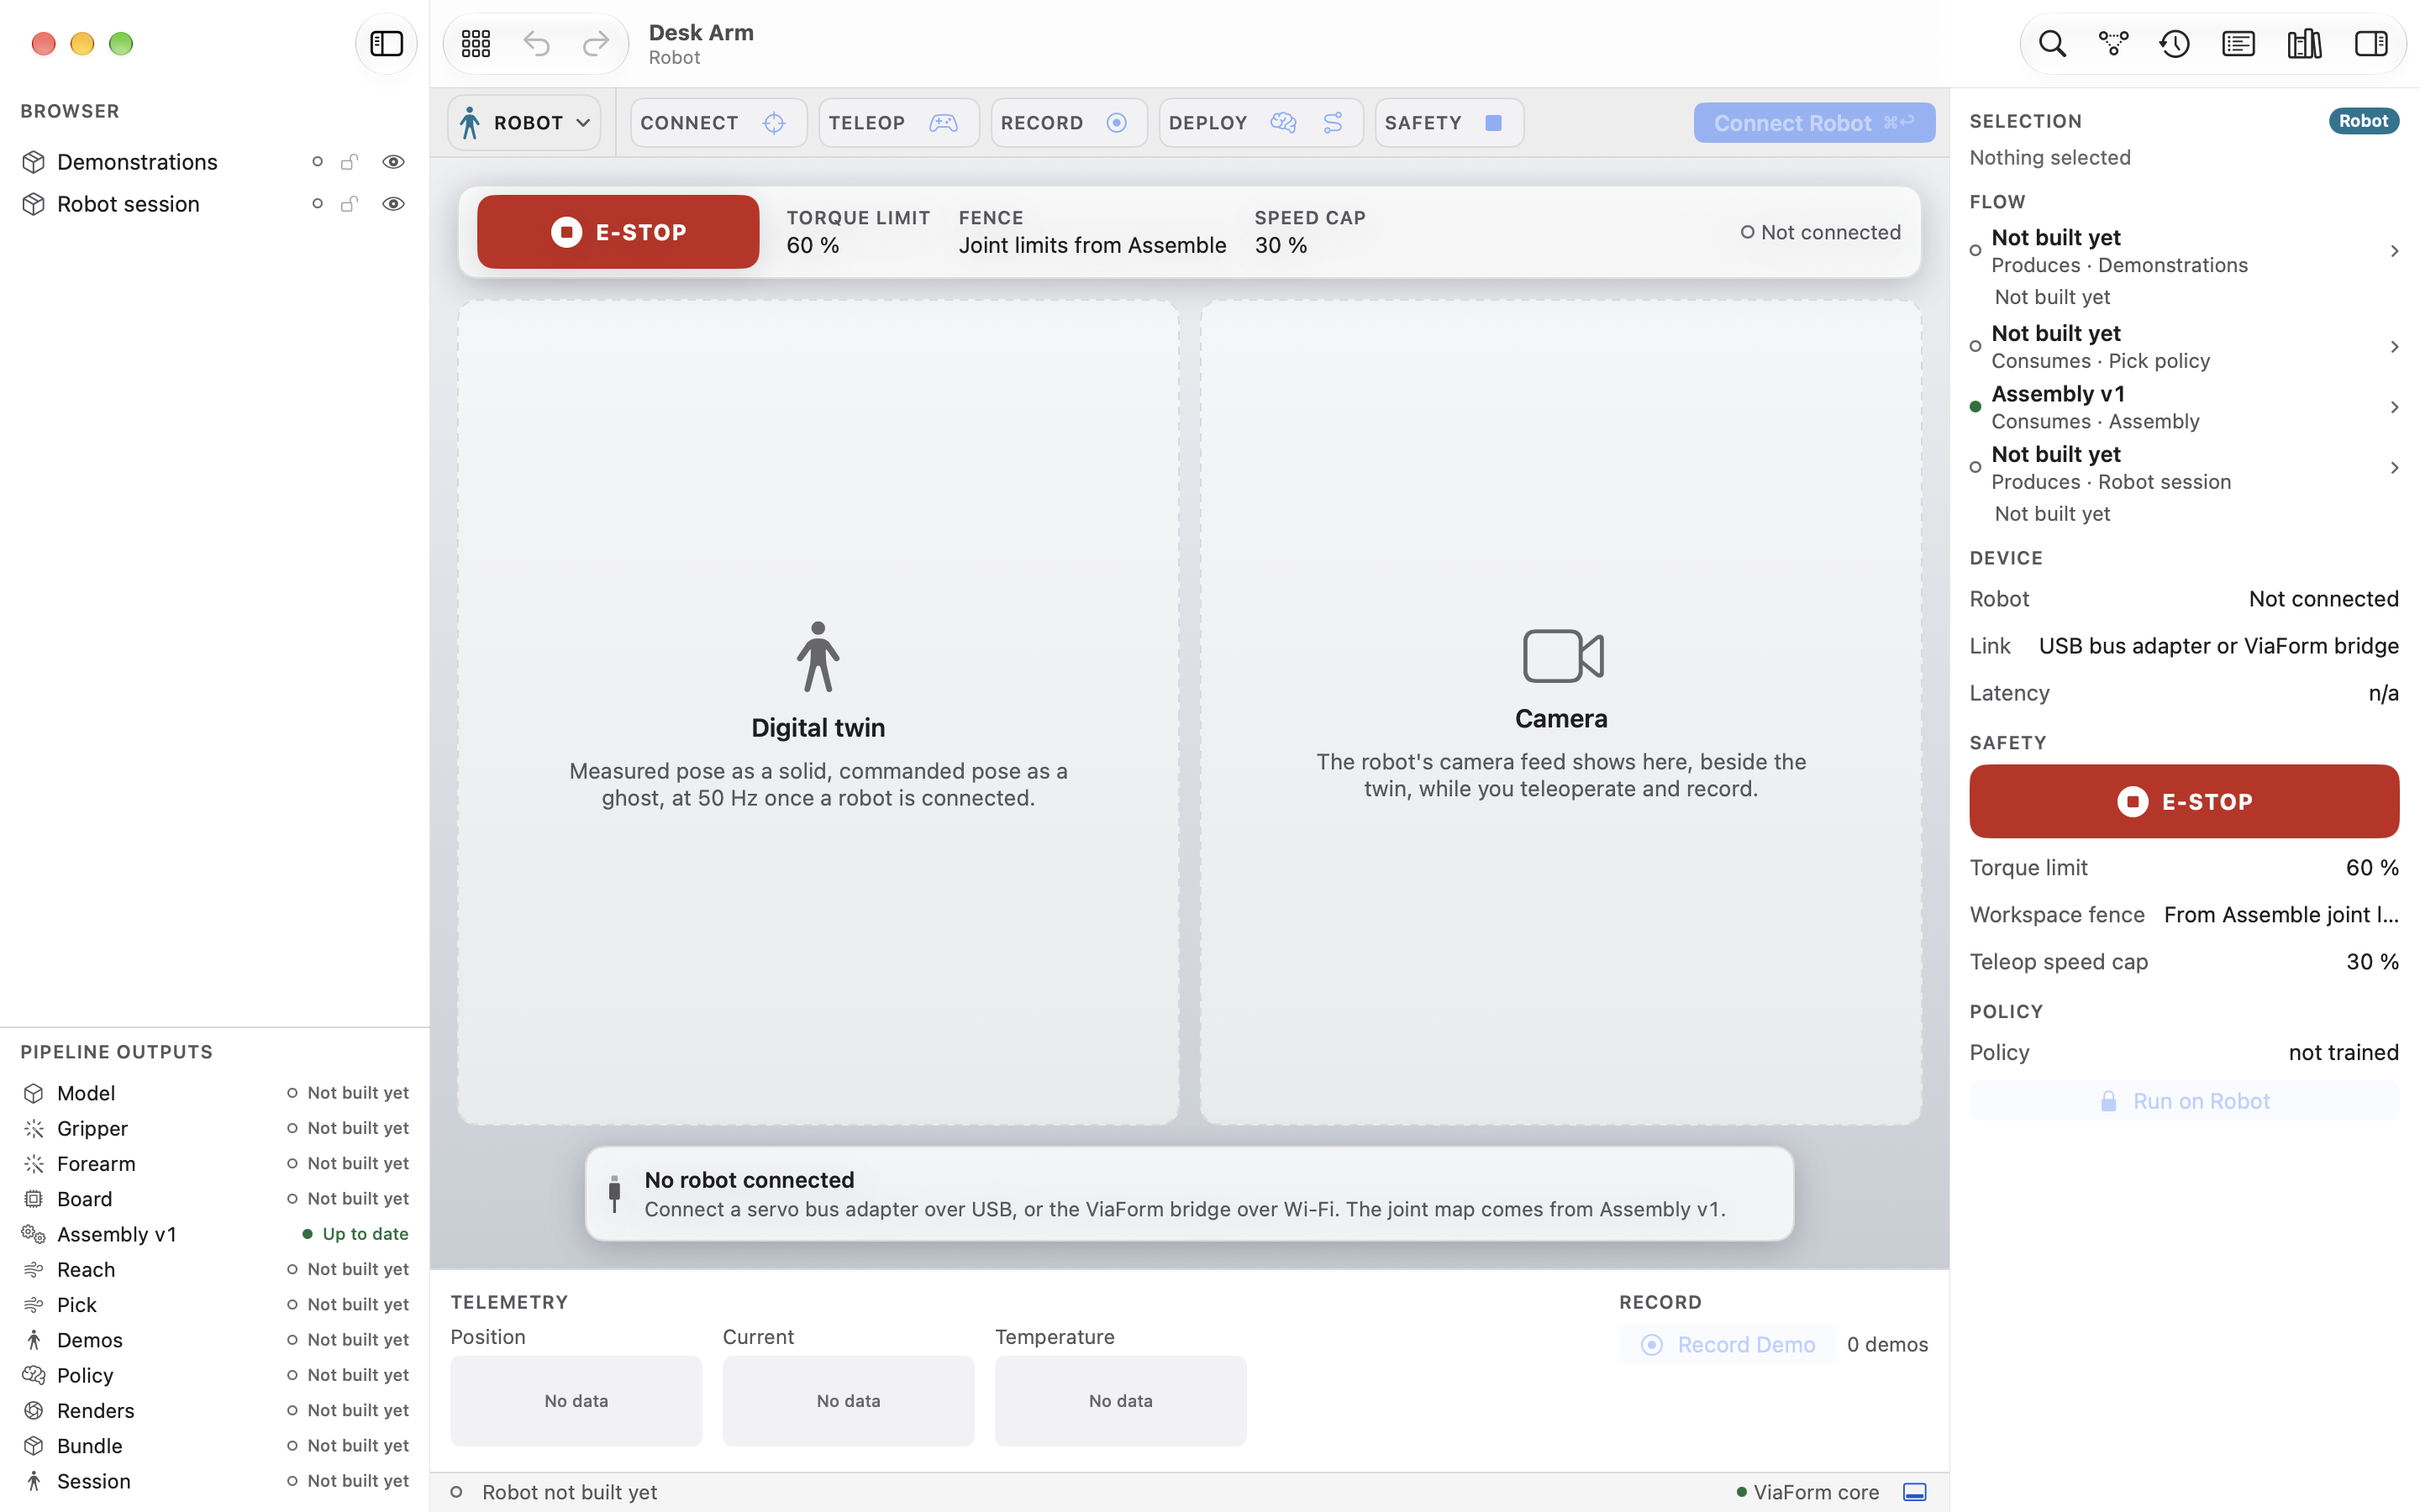 Desk Arm
Robot
BROWSER
Demonstrations
Robot session
ROBOT
CONNECT
TELEOP
RECORD
DEPLOY
SAFETY
Connect Robot ⌘↩
E-STOP
TORQUE LIMIT
60 %
FENCE
Joint limits from Assemble
SPEED CAP
30 %
Not connected
Digital twin
Measured pose as a solid, commanded pose as a
ghost, at 50 Hz once a robot is connected.
Camera
The robot's camera feed shows here, beside the
twin, while you teleoperate and record.
No robot connected
Connect a servo bus adapter over USB, or the ViaForm bridge over Wi-Fi. The joint map comes from Assembly v1.
TELEMETRY
Position
No data
Current
No data
Temperature
No data
RECORD
Record Demo
0 demos
Robot not built yet
ViaForm core
PIPELINE OUTPUTS
Model Not built yet
Gripper Not built yet
Forearm Not built yet
Board Not built yet
Assembly v1 Up to date
Reach Not built yet
Pick Not built yet
Demos Not built yet
Policy Not built yet
Renders Not built yet
Bundle Not built yet
Session Not built yet
SELECTION
Robot
Nothing selected
FLOW
Not built yet
Produces · Demonstrations
Not built yet
Not built yet
Consumes · Pick policy
Assembly v1
Consumes · Assembly
Not built yet
Produces · Robot session
Not built yet
DEVICE
Robot Not connected
Link USB bus adapter or ViaForm bridge
Latency n/a
SAFETY
E-STOP
Torque limit 60 %
Workspace fence From Assemble joint l...
Teleop speed cap 30 %
POLICY
Policy not trained
Run on Robot